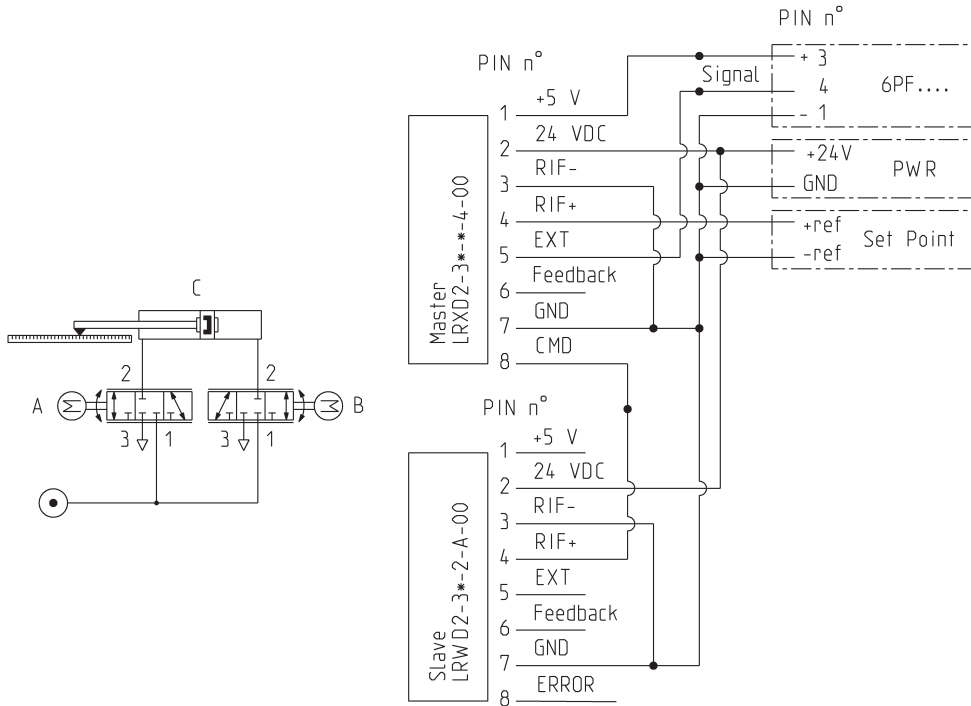 PIN nº
+ 3
Signal
4
6PF....
- 1
+24V
PWR
GND
+ref
Set Point
-ref
PIN nº
1
+5 V
24 VDC
2
RIF-
3
RIF+
4
EXT
5
Feedback
6
GND
7
CMD
8
Master
LRXD2-3*-*-4-00
PIN nº
1
+5 V
24 VDC
2
RIF-
3
RIF+
4
EXT
5
Feedback
6
GND
7
ERROR
8
Slave
LRWD2-3*-2-A-00
C
2
2
A
M
M
B
3
1
3
1